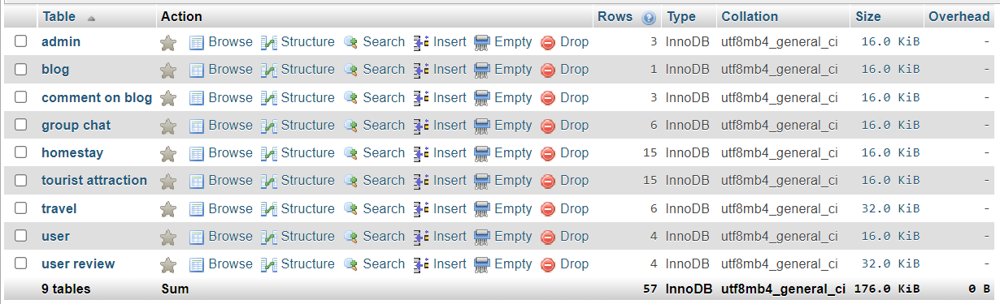 Table Action Rows Type Collation Size Overhead
admin Browse Structure Search Insert Empty Drop 3 InnoDB utf8mb4_general_ci 16.0 KiB -
blog Browse Structure Search Insert Empty Drop 1 InnoDB utf8mb4_general_ci 16.0 KiB -
comment on blog Browse Structure Search Insert Empty Drop 3 InnoDB utf8mb4_general_ci 16.0 KiB -
group chat Browse Structure Search Insert Empty Drop 6 InnoDB utf8mb4_general_ci 16.0 KiB -
homestay Browse Structure Search Insert Empty Drop 15 InnoDB utf8mb4_general_ci 16.0 KiB -
tourist attraction Browse Structure Search Insert Empty Drop 15 InnoDB utf8mb4_general_ci 16.0 KiB -
travel Browse Structure Search Insert Empty Drop 6 InnoDB utf8mb4_general_ci 32.0 KiB -
user Browse Structure Search Insert Empty Drop 4 InnoDB utf8mb4_general_ci 16.0 KiB -
user review Browse Structure Search Insert Empty Drop 4 InnoDB utf8mb4_general_ci 32.0 KiB -
9 tables Sum 57 InnoDB utf8mb4_general_ci 176.0 KiB 0 B